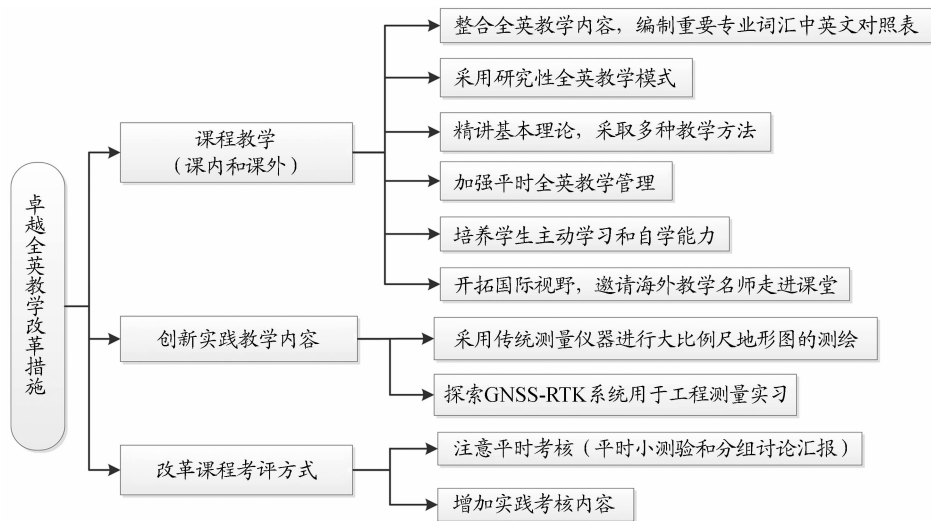 卓越全英教学改革措施
课程教学
（课内和课外）
整合全英教学内容，编制重要专业词汇中英文对照表
采用研究性全英教学模式
精讲基本理论，采取多种教学方法
加强平时全英教学管理
培养学生主动学习和自学能力
开拓国际视野，邀请海外教学名师走进课堂
创新实践教学内容
采用传统测量仪器进行大比例尺地形图的测绘
探索GNSS-RTK系统用于工程测量实习
改革课程考评方式
注意平时考核（平时小测验和分组讨论汇报）
增加实践考核内容